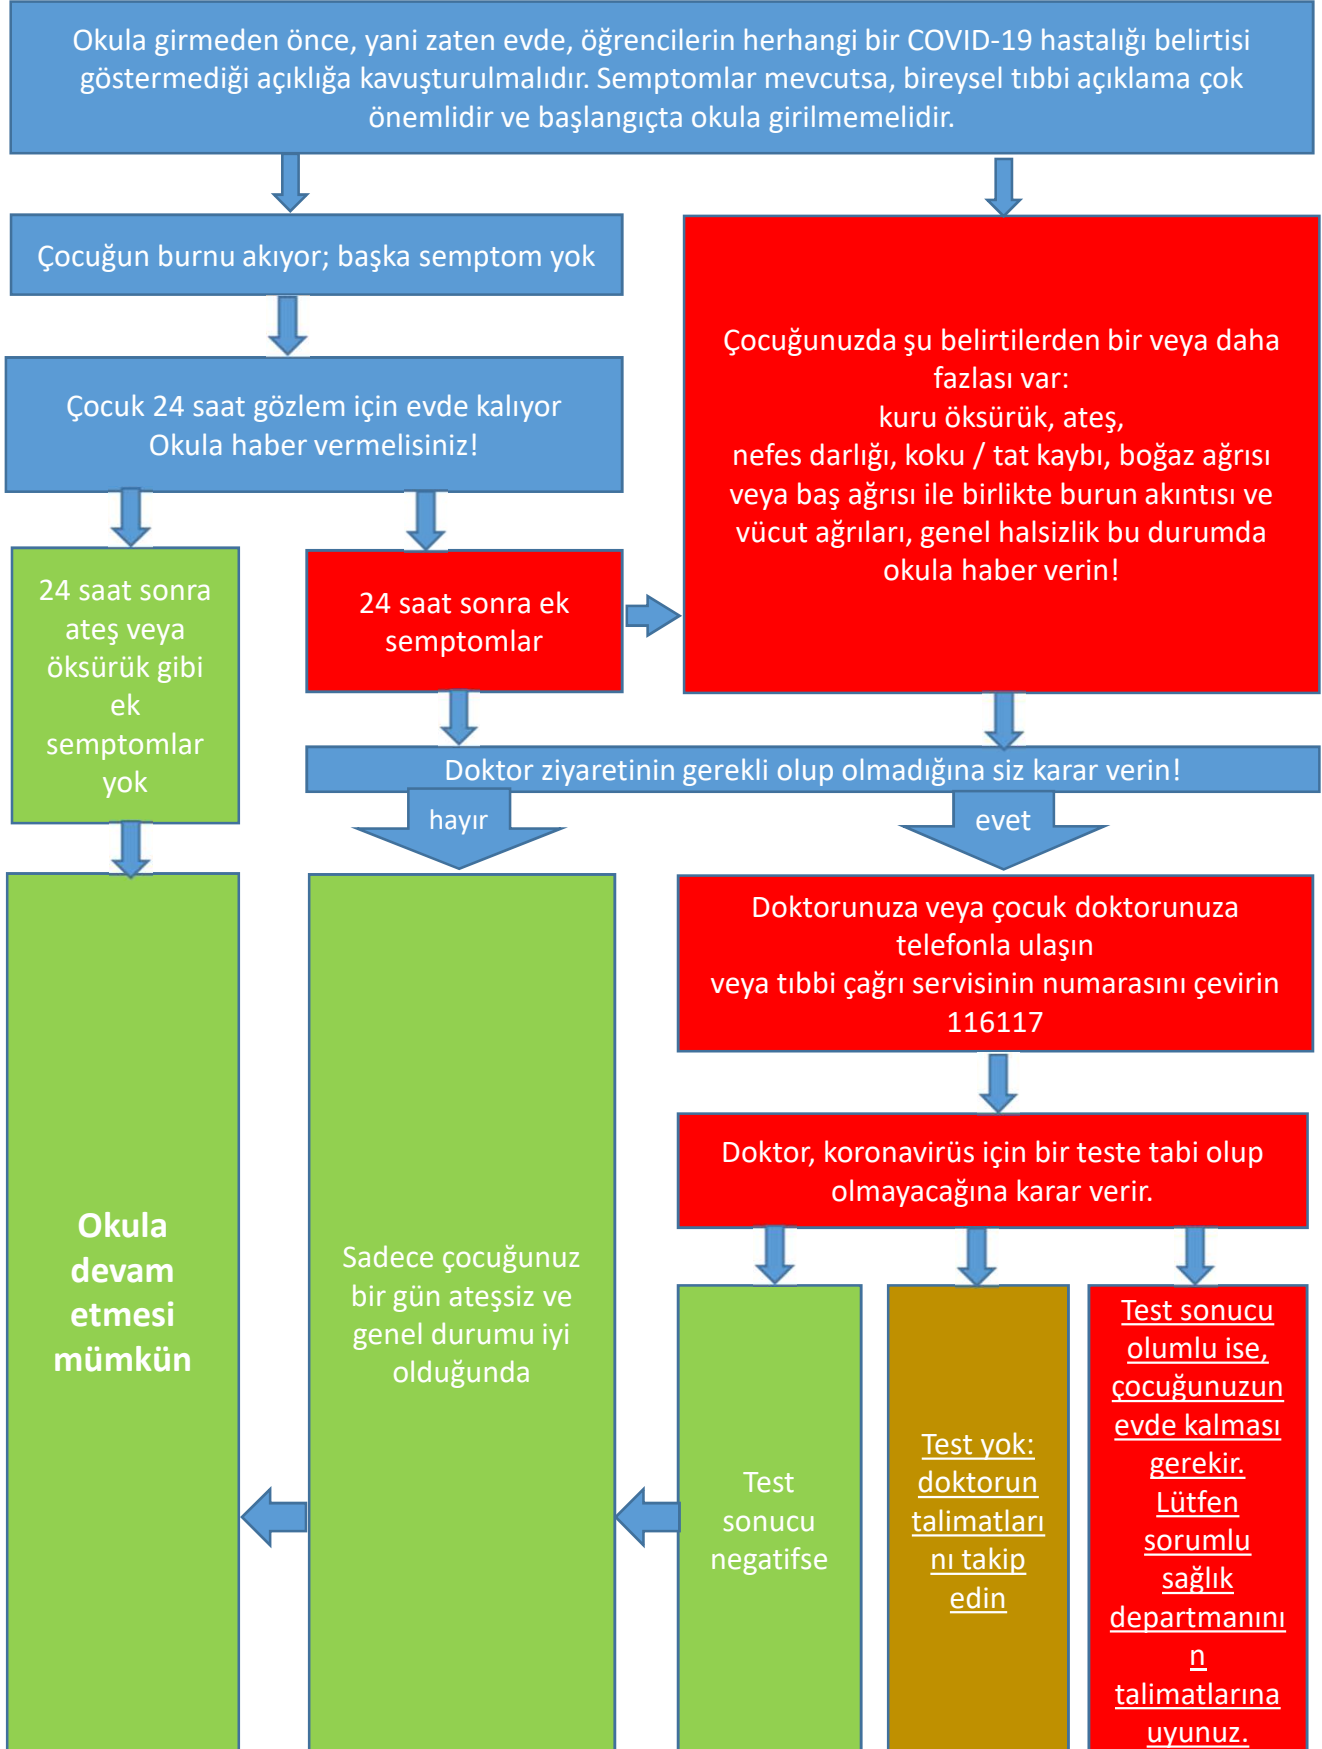 Okula girmeden önce, yani zaten evde, öğrencilerin herhangi bir COVID-19 hastalığı belirtisi
göstermediği açıklığa kavuşturulmalıdır. Semptomlar mevcutsa, bireysel tıbbi açıklama çok
önemlidir ve başlangıçta okula girilmemelidir.
Çocuğun burnu akıyor; başka semptom yok
Çocuk 24 saat gözlem için evde kalıyor
Okula haber vermelisiniz!
Çocuğunuzda şu belirtilerden bir veya daha
fazlası var:
kuru öksürük, ateş,
nefes darlığı, koku / tat kaybı, boğaz ağrısı
veya baş ağrısı ile birlikte burun akıntısı ve
vücut ağrıları, genel halsizlik bu durumda
okula haber verin!
24 saat sonra
ateş veya
öksürük gibi
ek
semptomlar
yok
24 saat sonra ek
semptomlar
Doktor ziyaretinin gerekli olup olmadığına siz karar verin!
hayır
evet
Okula
devam
etmesi
mümkün
Sadece çocuğunuz
bir gün ateşsiz ve
genel durumu iyi
olduğunda
Doktorunuza veya çocuk doktorunuza
telefonla ulaşın
veya tıbbi çağrı servisinin numarasını çevirin
116117
Doktor, koronavirüs için bir teste tabi olup
olmayacağına karar verir.
Test
sonucu
negatifse
Test yok:
doktorun
talimatları
nı takip
edin
Test sonucu
olumlu ise,
çocuğunuzun
evde kalması
gerekir.
Lütfen
sorumlu
sağlık
departmanını
n
talimatlarına
uyunuz.